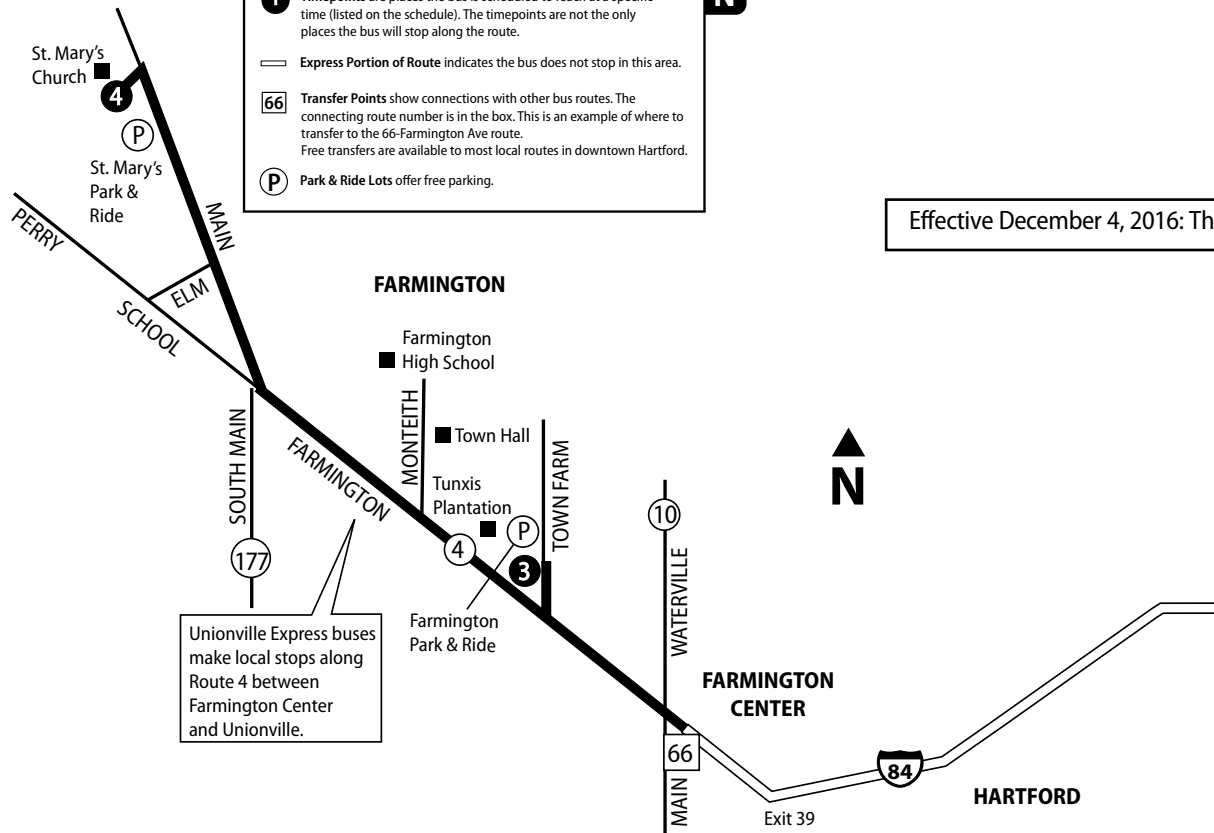 1 Timepoints are places the bus is scheduled to reach at a specific
time (listed on the schedule). The timepoints are not the only
places the bus will stop along the route.
N
Express Portion of Route indicates the bus does not stop in this area.
66 Transfer Points show connections with other bus routes. The
connecting route number is in the box. This is an example of where to
transfer to the 66-Farmington Ave route.
Free transfers are available to most local routes in downtown Hartford.
P Park & Ride Lots offer free parking.
St. Mary's
Church
4
P
St. Mary's
Park &
Ride
MAIN
PERRY
ELM
SCHOOL
Effective December 4, 2016: Th
FARMINGTON
Farmington
High School
MONTEITH
Town Hall
Tunxis
Plantation
P
TOWN FARM
SOUTH MAIN
FARMINGTON
177
4
3
Farmington
Park & Ride
N
10
WATERVILLE
Unionville Express buses
make local stops along
Route 4 between
Farmington Center
and Unionville.
FARMINGTON
CENTER
66
MAIN
84
Exit 39
HARTFORD